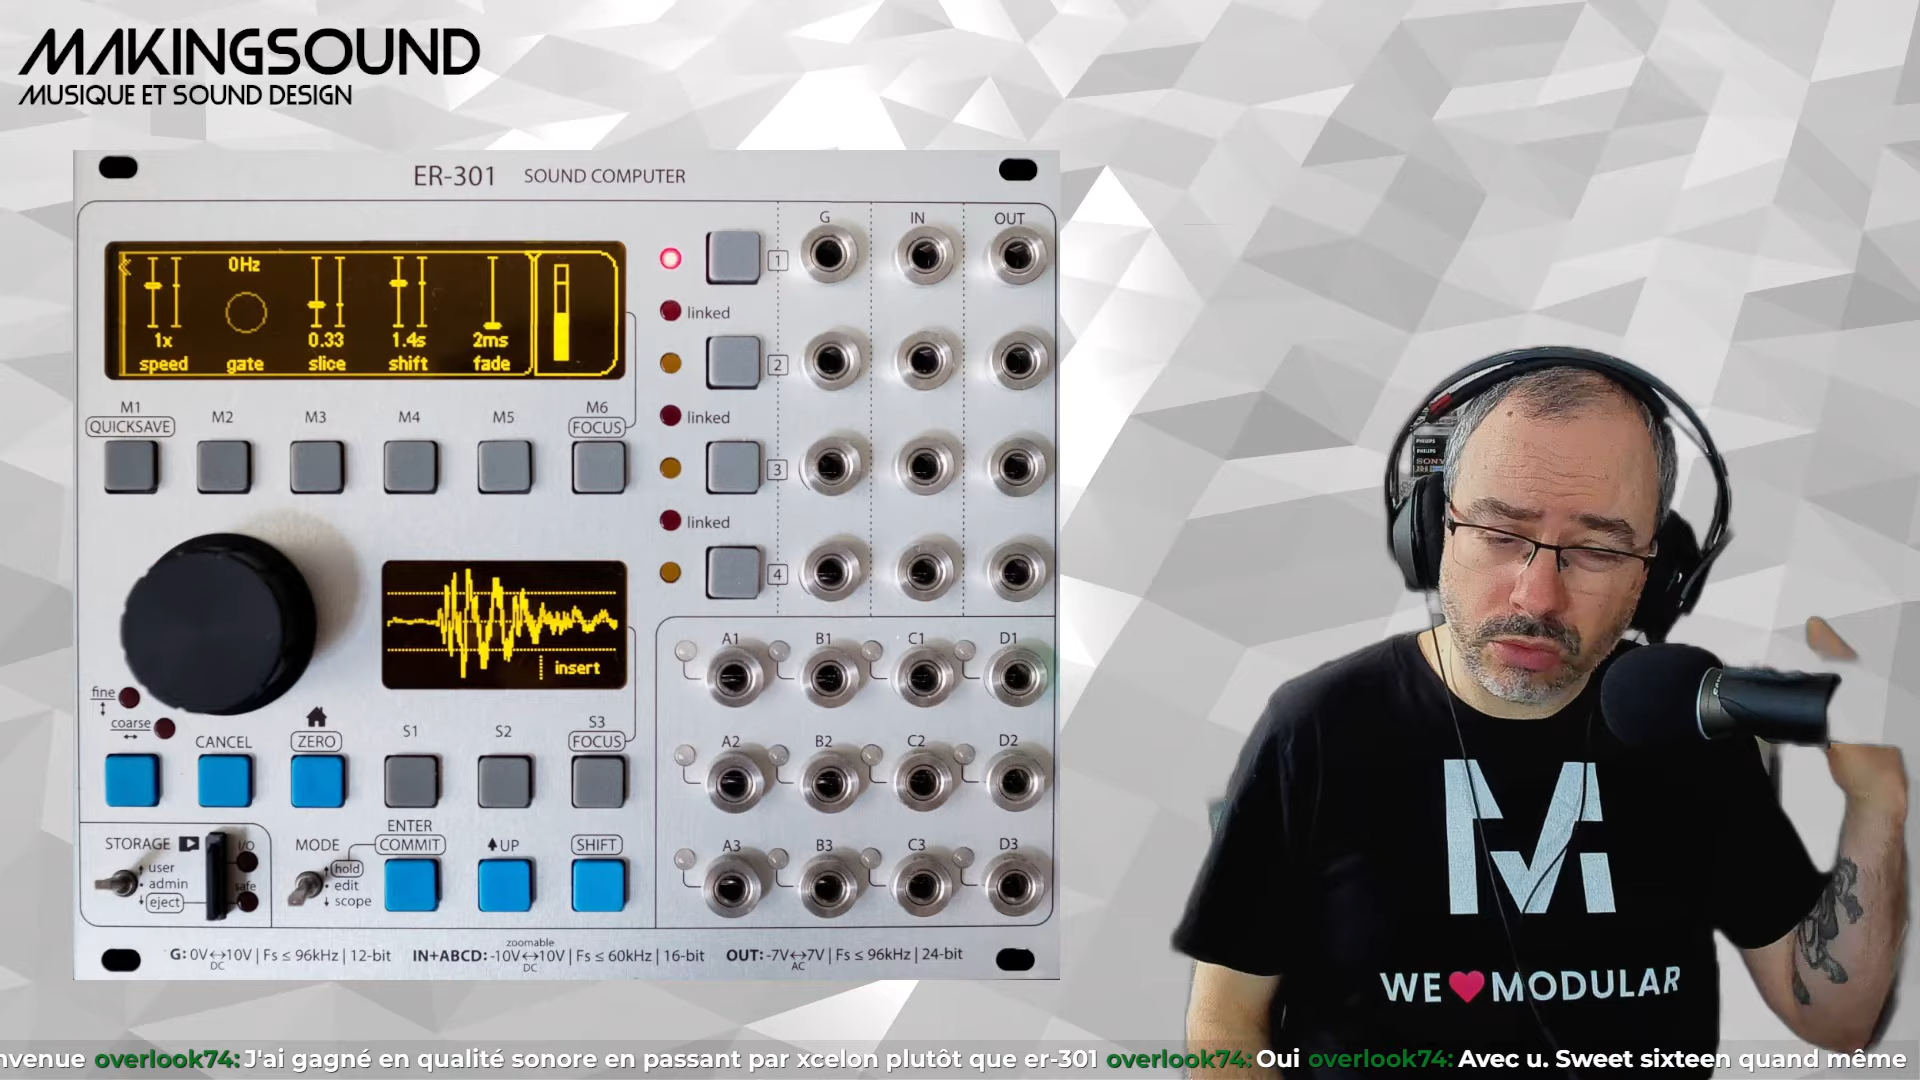 MAKINGSOUND
MUSIQUE ET SOUND DESIGN
ER-301 SOUND COMPUTER
G IN OUT
0Hz
1x 0.33 1.4s 2ms
speed gate slice shift fade
1
linked
2
linked
3
linked
4
M1 M2 M3 M4 M5 M6
QUICKSAVE FOCUS
insert
fine
coarse
CANCEL ZERO S1 S2 S3
FOCUS
A1 B1 C1 D1
A2 B2 C2 D2
A3 B3 C3 D3
STORAGE I/O
user
admin
eject
safe
MODE
hold
edit
scope
ENTER
COMMIT UP SHIFT
G: 0V↔10V | Fs ≤ 96kHz | 12-bit IN+ABCD: -10V↔10V | Fs ≤ 60kHz | 16-bit OUT: -7V↔7V | Fs ≤ 96kHz | 24-bit
DC zoomable DC AC
PHILIPS
PHILIPS
SONY
M
WE ❤ MODULAR
nvenue overlook74: J'ai gagné en qualité sonore en passant par xcelon plutôt que er-301 overlook74: Oui overlook74: Avec u. Sweet sixteen quand même